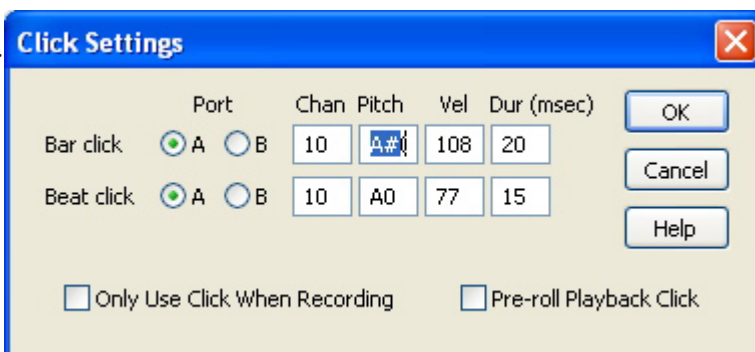 Click Settings
Port Chan Pitch Vel Dur (msec)
Bar click A B 10 A# 108 20 OK
Beat click A B 10 A0 77 15 Cancel
Help
Only Use Click When Recording Pre-roll Playback Click